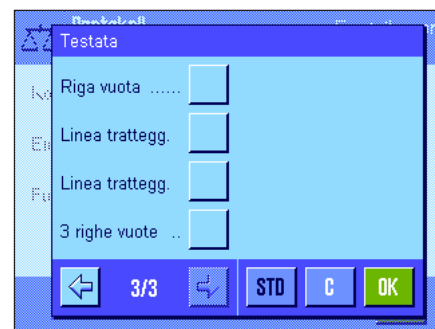 Testata
Riga vuota ......
Linea trattegg.
Linea trattegg.
3 righe vuote ..
3/3
STD
C
OK